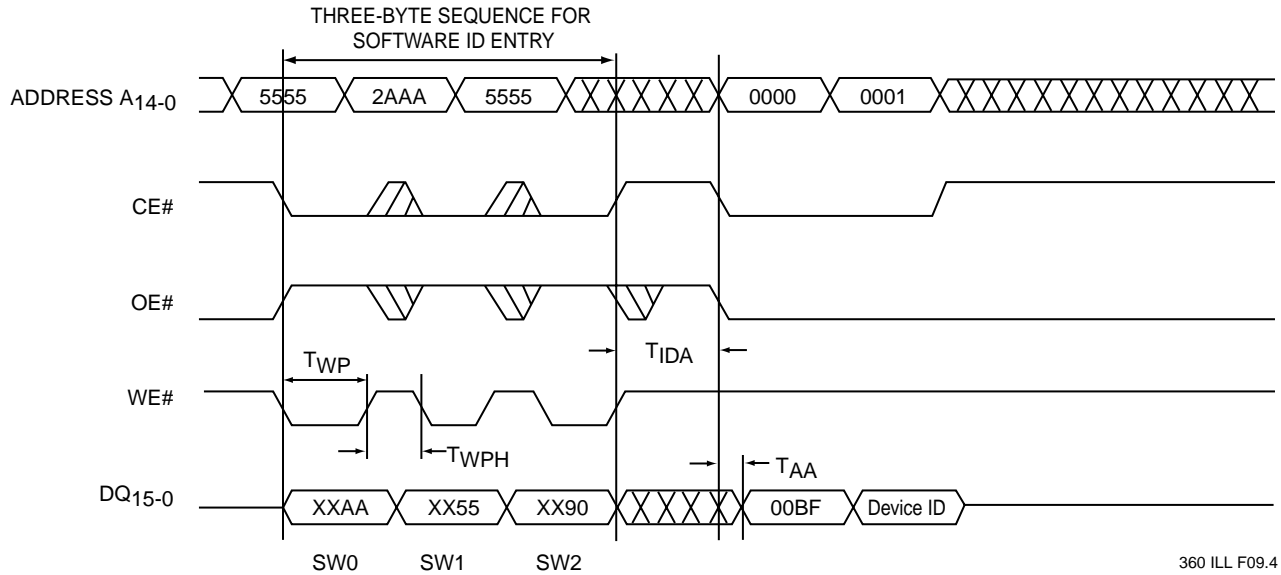 THREE-BYTE SEQUENCE FOR
SOFTWARE ID ENTRY
ADDRESS A14-0
5555 2AAA 5555 0000 0001
CE#
OE#
TIDA
TWP
WE#
TWPH
TAA
DQ15-0
XXAA XX55 XX90 00BF Device ID
SW0 SW1 SW2
360 ILL F09.4